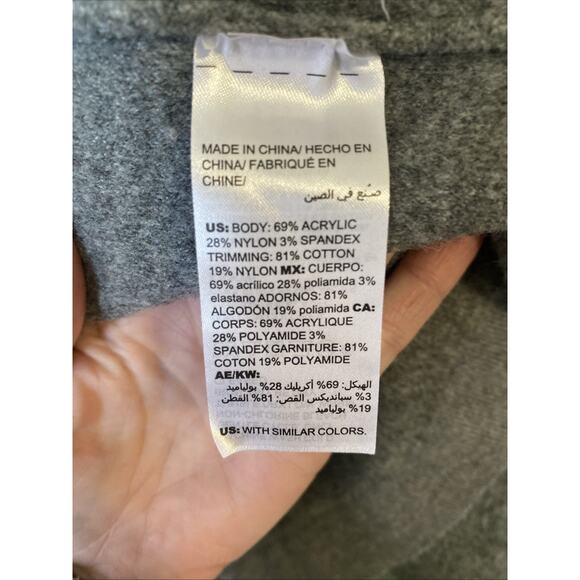 MADE IN CHINA/ HECHO EN
CHINA/ FABRIQUÉ EN
CHINE/
صنع في الصين
US: BODY: 69% ACRYLIC
28% NYLON 3% SPANDEX
TRIMMING: 81% COTTON
19% NYLON MX: CUERPO:
69% acrílico 28% poliamida 3%
elastano ADORNOS: 81%
ALGODÓN 19% poliamida CA:
CORPS: 69% ACRYLIQUE
28% POLYAMIDE 3%
SPANDEX GARNITURE: 81%
COTON 19% POLYAMIDE
AE/KW:
الهيكل: 69% أكريليك 28% بولياميد
3% سبانديكس القص: 81% القطن
19% بولياميد
US: WITH SIMILAR COLORS.